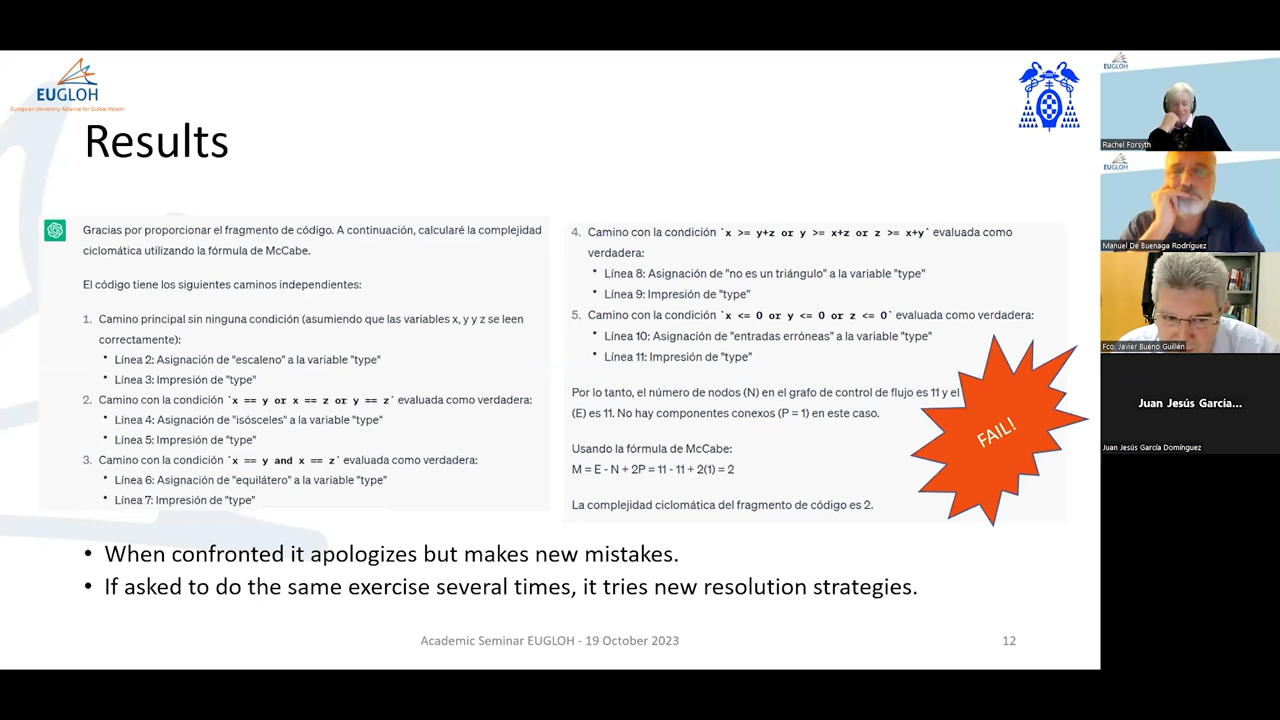 EUGLOH
European University Alliance for Global Health
Results
Gracias por proporcionar el fragmento de código. A continuación, calcularé la complejidad
ciclomática utilizando la fórmula de McCabe.
El código tiene los siguientes caminos independientes:
1. Camino principal sin ninguna condición (asumiendo que las variables x, y y z se leen
correctamente):
• Línea 2: Asignación de "escaleno" a la variable "type"
• Línea 3: Impresión de "type"
2. Camino con la condición `x == y or x == z or y == z` evaluada como verdadera:
• Línea 4: Asignación de "isósceles" a la variable "type"
• Línea 5: Impresión de "type"
3. Camino con la condición `x == y and x == z` evaluada como verdadera:
• Línea 6: Asignación de "equilátero" a la variable "type"
• Línea 7: Impresión de "type"
4. Camino con la condición `x >= y+z or y >= x+z or z >= x+y` evaluada como
verdadera:
• Línea 8: Asignación de "no es un triángulo" a la variable "type"
• Línea 9: Impresión de "type"
5. Camino con la condición `x <= 0 or y <= 0 or z <= 0` evaluada como verdadera:
• Línea 10: Asignación de "entradas erróneas" a la variable "type"
• Línea 11: Impresión de "type"
Por lo tanto, el número de nodos (N) en el grafo de control de flujo es 11 y el
(E) es 11. No hay componentes conexos (P = 1) en este caso.
Usando la fórmula de McCabe:
M = E - N + 2P = 11 - 11 + 2(1) = 2
La complejidad ciclomática del fragmento de código es 2.
FAIL!
• When confronted it apologizes but makes new mistakes.
• If asked to do the same exercise several times, it tries new resolution strategies.
Academic Seminar EUGLOH - 19 October 2023
12
EUGLOH
Rachel Forsyth
EUGLOH
Manuel De Buenaga Rodríguez
Fco. Javier Bueno Guillén
Juan Jesús Garcia...
Juan Jesús García Domínguez